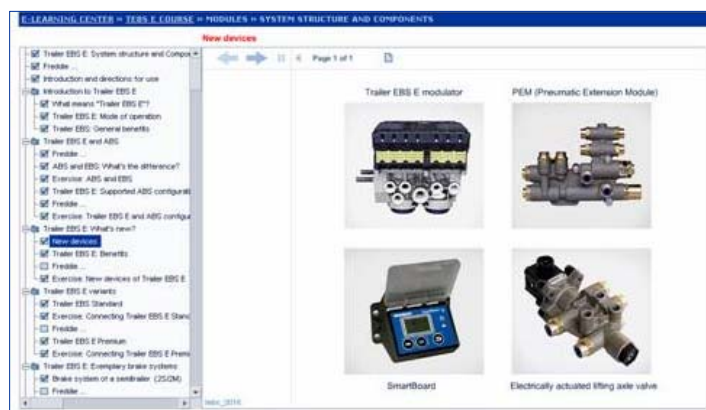 E-LEARNING CENTER » TEBS E COURSE » MODULES » SYSTEM STRUCTURE AND COMPONENTS
New devices
Page 1 of 1
Trailer EBS E: System structure and Compo
Freddie ...
Introduction and directions for use
Introduction to Trailer EBS E
What means "Trailer EBS E"?
Trailer EBS E: Mode of operation
Trailer EBS: General benefits
Trailer EBS E and ABS
Freddie ...
ABS and EBS: What's the difference?
Exercise: ABS and EBS
Trailer EBS E: Supported ABS configurati
Freddie ...
Exercise: Trailer EBS E and ABS configu
Trailer EBS E: What's new?
New devices
Trailer EBS E: Benefits
Freddie ...
Exercise: New devices of Trailer EBS E
Trailer EBS E variants
Trailer EBS Standard
Exercise: Connecting Trailer EBS E Stand
Freddie ...
Trailer EBS E Premium
Exercise: Connecting Trailer EBS E Premi
Trailer EBS E: Exemplary brake systems
Brake system of a semitrailer (2S/2M)
Freddie ...
Trailer EBS E modulator
PEM (Pneumatic Extension Module)
SmartBoard
Electrically actuated lifting axle valve